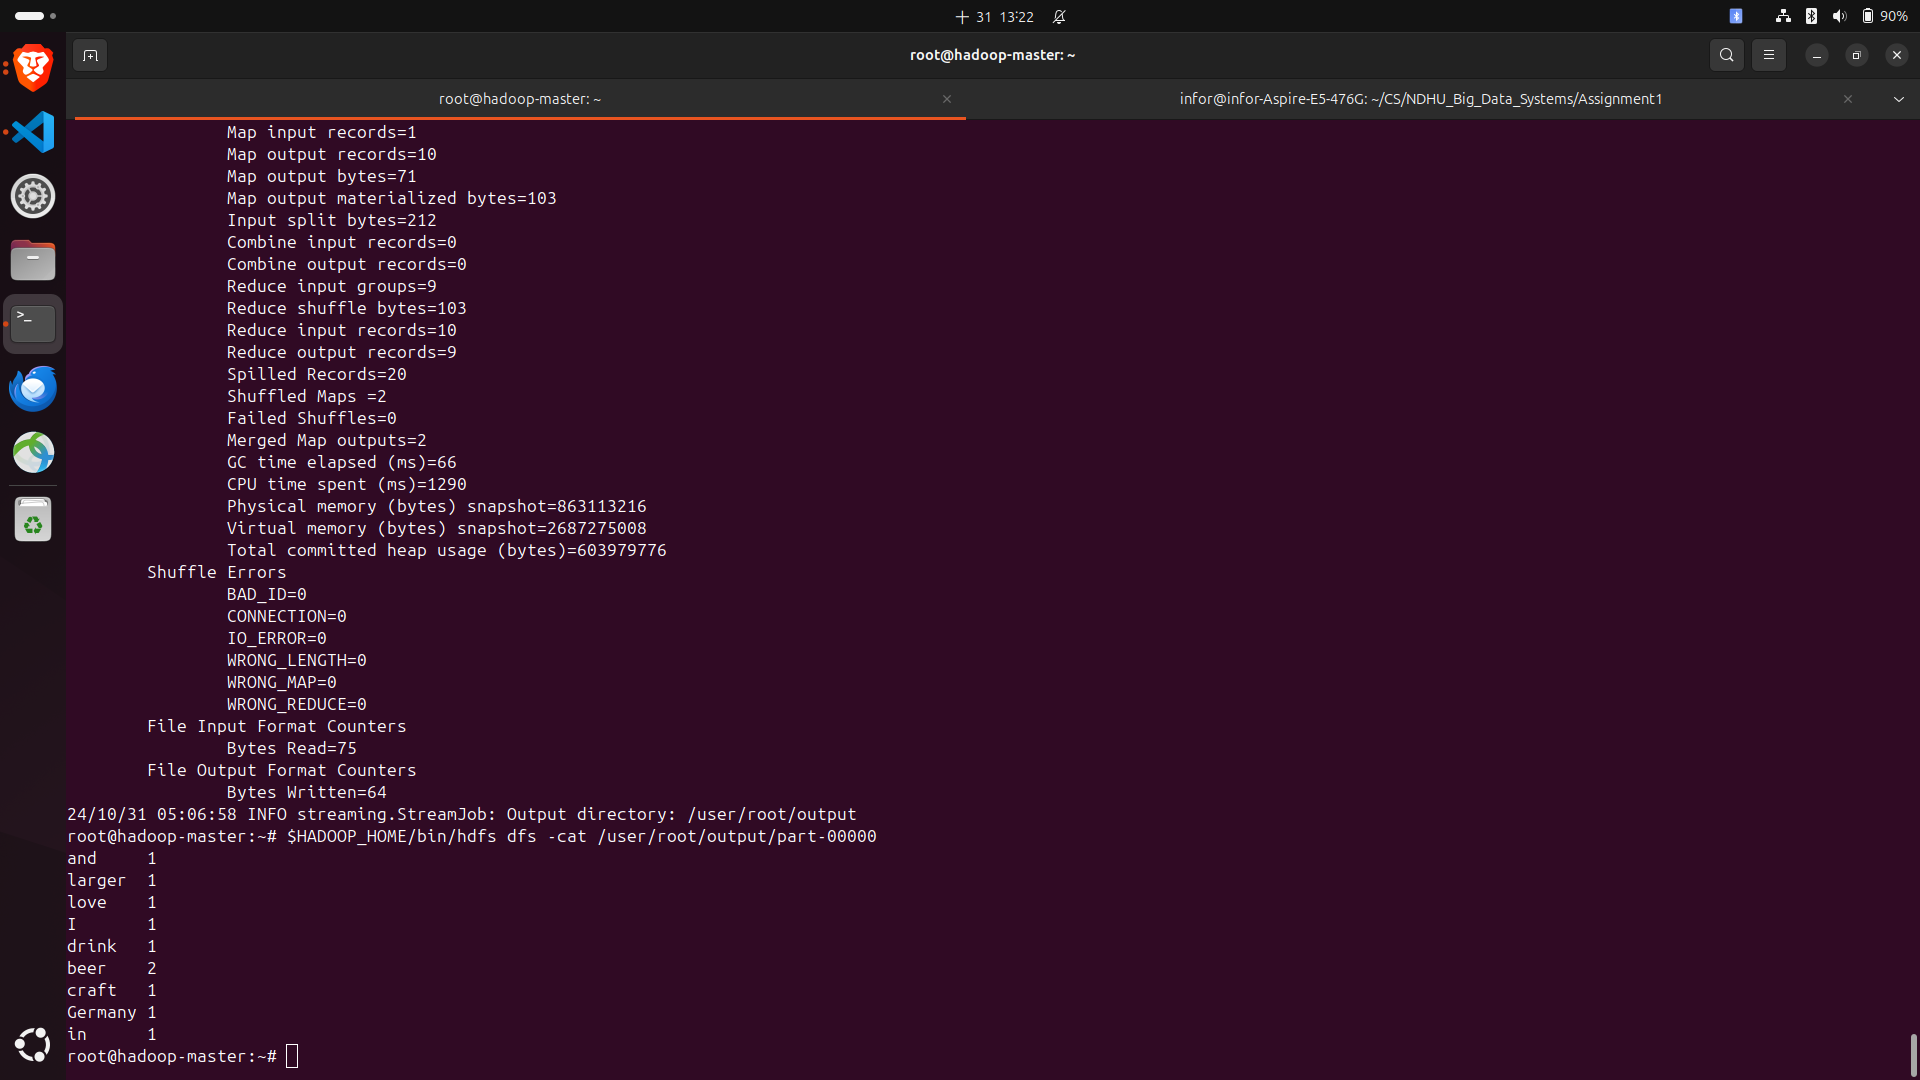 31 13:22
90%
root@hadoop-master: ~
root@hadoop-master: ~
infor@infor-Aspire-E5-476G: ~/CS/NDHU_Big_Data_Systems/Assignment1
Map input records=1
Map output records=10
Map output bytes=71
Map output materialized bytes=103
Input split bytes=212
Combine input records=0
Combine output records=0
Reduce input groups=9
Reduce shuffle bytes=103
Reduce input records=10
Reduce output records=9
Spilled Records=20
Shuffled Maps =2
Failed Shuffles=0
Merged Map outputs=2
GC time elapsed (ms)=66
CPU time spent (ms)=1290
Physical memory (bytes) snapshot=863113216
Virtual memory (bytes) snapshot=2687275008
Total committed heap usage (bytes)=603979776
Shuffle Errors
BAD_ID=0
CONNECTION=0
IO_ERROR=0
WRONG_LENGTH=0
WRONG_MAP=0
WRONG_REDUCE=0
File Input Format Counters
Bytes Read=75
File Output Format Counters
Bytes Written=64
24/10/31 05:06:58 INFO streaming.StreamJob: Output directory: /user/root/output
root@hadoop-master:~# $HADOOP_HOME/bin/hdfs dfs -cat /user/root/output/part-00000
and 1
larger 1
love 1
I 1
drink 1
beer 2
craft 1
Germany 1
in 1
root@hadoop-master:~#